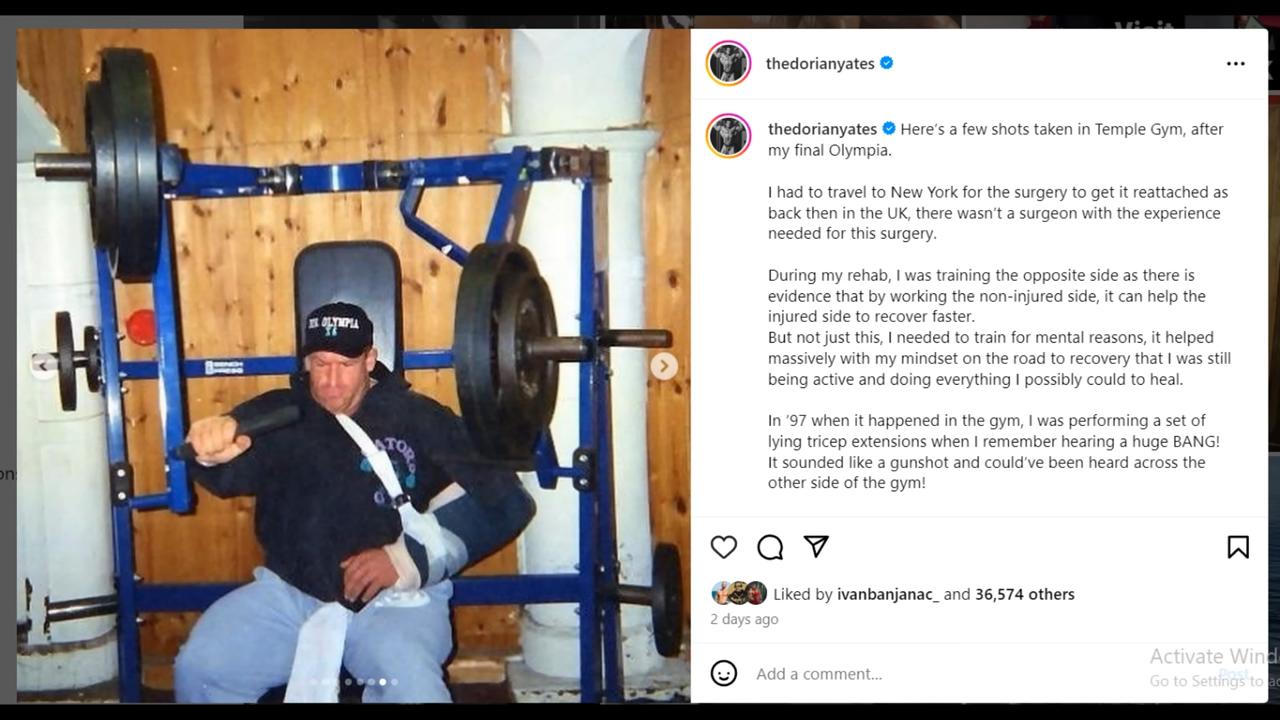 Visit
thedorianyates
thedorianyates Here's a few shots taken in Temple Gym, after
my final Olympia.
I had to travel to New York for the surgery to get it reattached as
back then in the UK, there wasn't a surgeon with the experience
needed for this surgery.
During my rehab, I was training the opposite side as there is
evidence that by working the non-injured side, it can help the
injured side to recover faster.
But not just this, I needed to train for mental reasons, it helped
massively with my mindset on the road to recovery that I was still
being active and doing everything I possibly could to heal.
In '97 when it happened in the gym, I was performing a set of
lying tricep extensions when I remember hearing a huge BANG!
It sounded like a gunshot and could've been heard across the
other side of the gym!
Liked by ivanbanjanac_ and 36,574 others
2 days ago
Add a comment...
Post
Activate Wind
Go to Settings to a
OLYMPIA
BENCH
PRESS